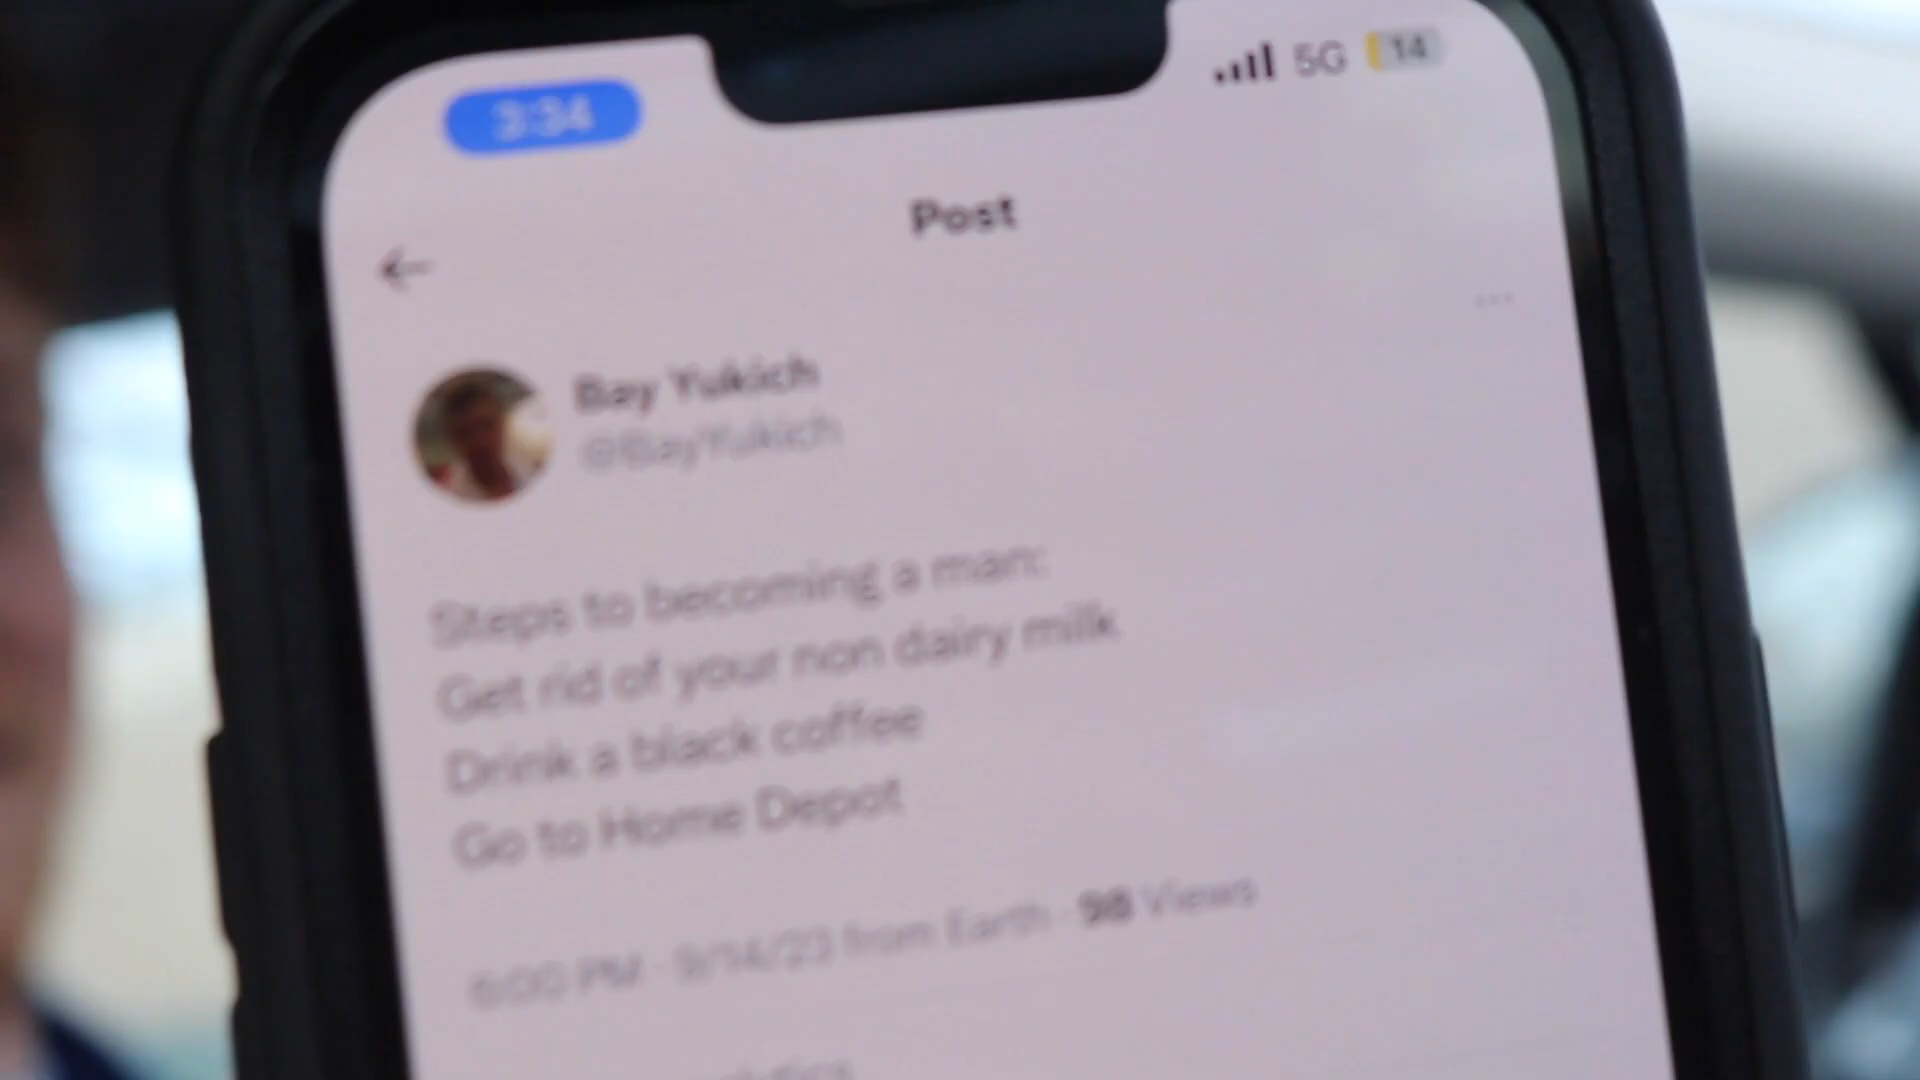 3:34
5G 14
Post
Bay Yukich
@BayYukich
Steps to becoming a man:
Get rid of your non dairy milk
Drink a black coffee
Go to Home Depot
6:00 PM · 9/14/23 from Earth · 98 Views